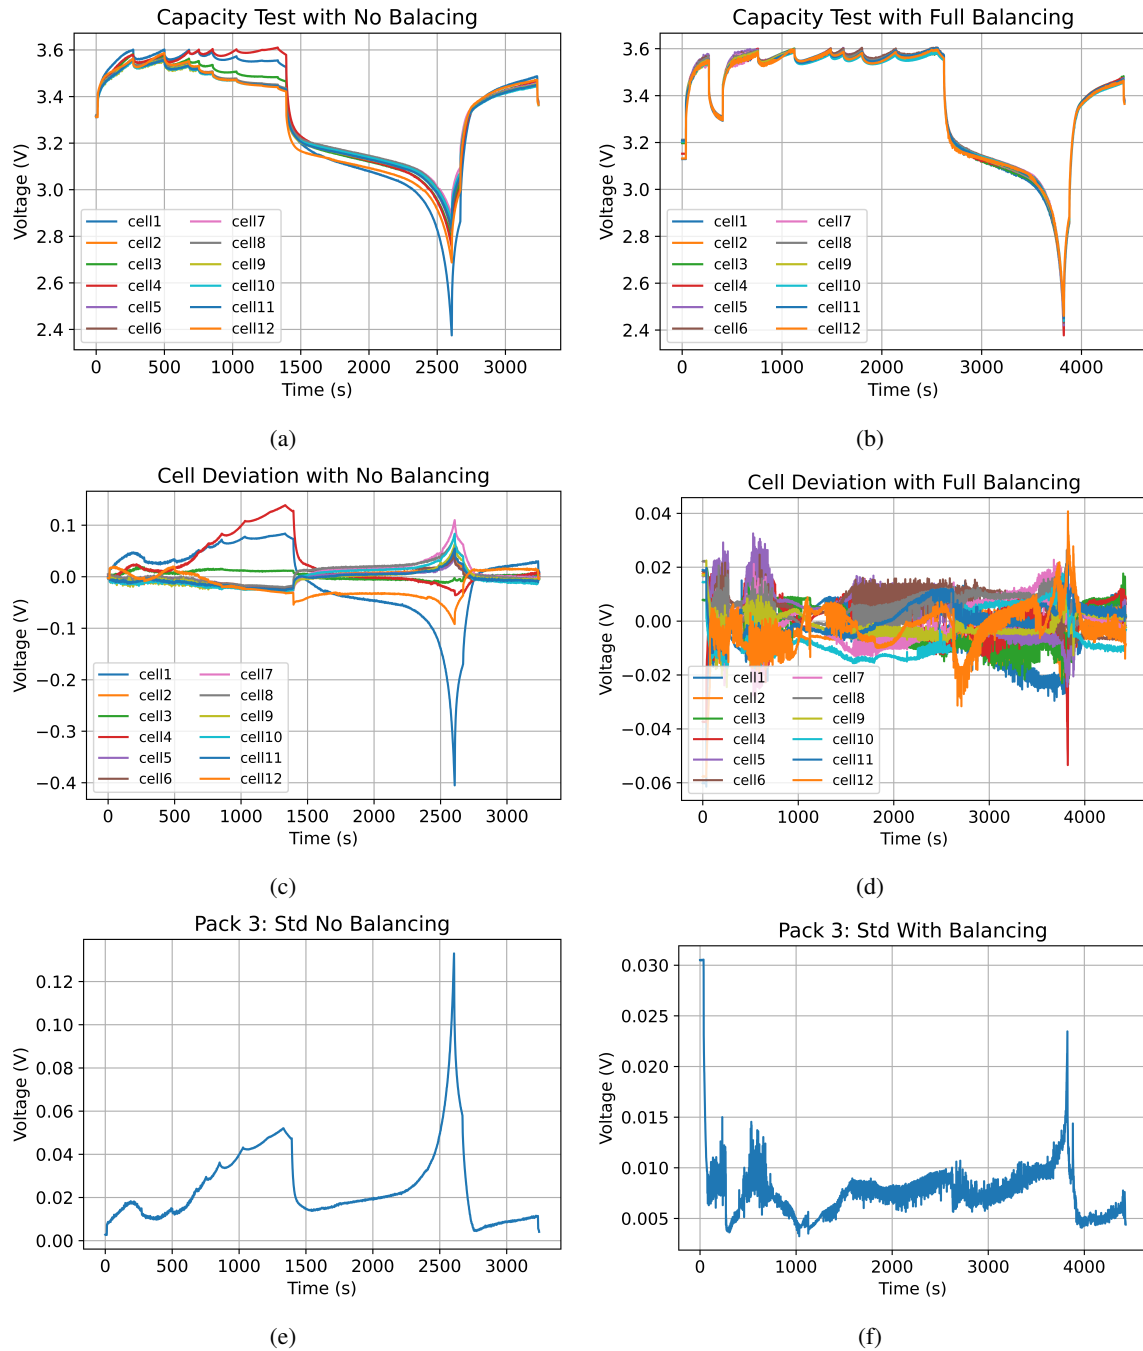 Capacity Test with No Balacing
Voltage (V)
3.6
3.4
3.2
3.0
2.8
2.6
2.4
cell1
cell2
cell3
cell4
cell5
cell6
cell7
cell8
cell9
cell10
cell11
cell12
0 500 1000 1500 2000 2500 3000
Time (s)
(a)
Capacity Test with Full Balancing
Voltage (V)
3.6
3.4
3.2
3.0
2.8
2.6
2.4
cell1
cell2
cell3
cell4
cell5
cell6
cell7
cell8
cell9
cell10
cell11
cell12
0 1000 2000 3000 4000
Time (s)
(b)
Cell Deviation with No Balancing
Voltage (V)
0.1
0.0
−0.1
−0.2
−0.3
−0.4
cell1
cell2
cell3
cell4
cell5
cell6
cell7
cell8
cell9
cell10
cell11
cell12
0 500 1000 1500 2000 2500 3000
Time (s)
(c)
Cell Deviation with Full Balancing
Voltage (V)
0.04
0.02
0.00
−0.02
−0.04
−0.06
cell1
cell2
cell3
cell4
cell5
cell6
cell7
cell8
cell9
cell10
cell11
cell12
0 1000 2000 3000 4000
Time (s)
(d)
Pack 3: Std No Balancing
Voltage (V)
0.12
0.10
0.08
0.06
0.04
0.02
0.00
0 500 1000 1500 2000 2500 3000
Time (s)
(e)
Pack 3: Std With Balancing
Voltage (V)
0.030
0.025
0.020
0.015
0.010
0.005
0 1000 2000 3000 4000
Time (s)
(f)